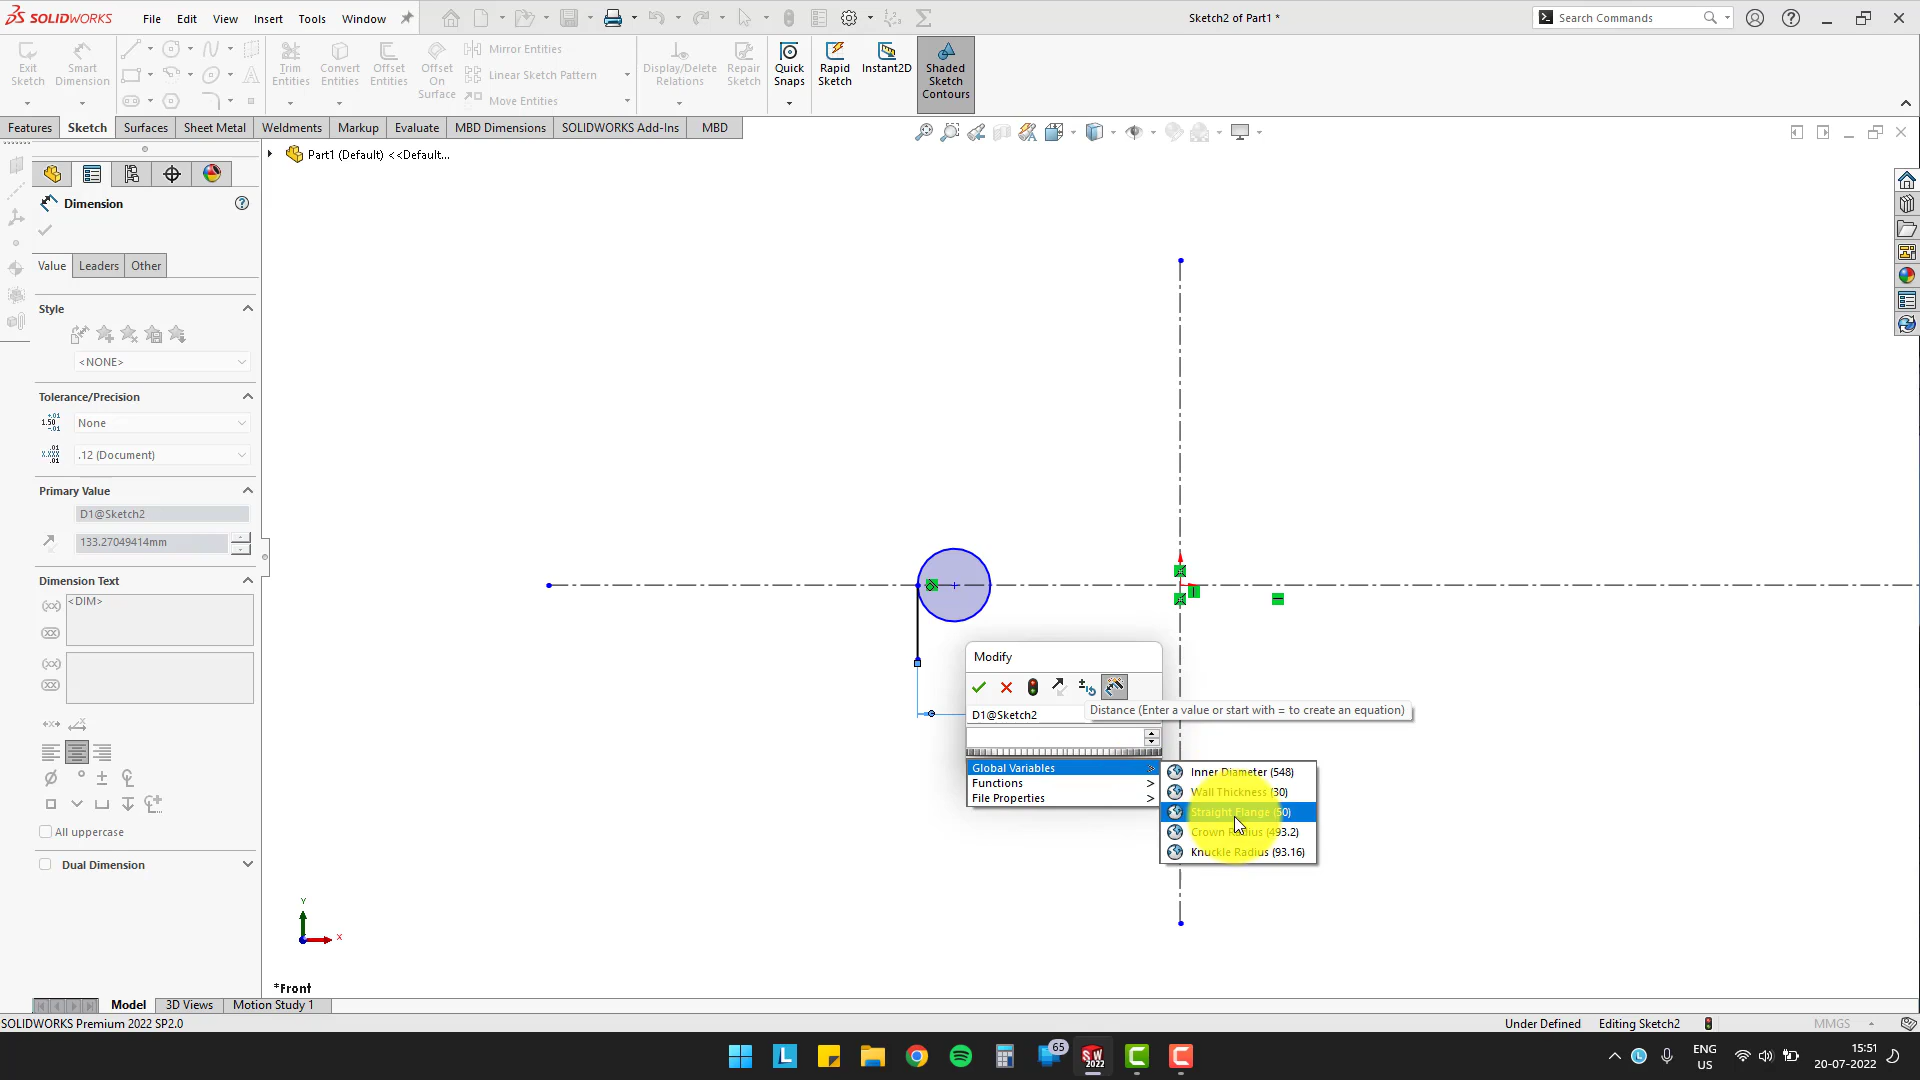 SOLIDWORKS File Edit View Insert Tools Window
Sketch2 of Part1 *
Search Commands
Exit Sketch
Smart Dimension
Trim Entities
Convert Entities
Offset Entities
Offset On Surface
Mirror Entities
Linear Sketch Pattern
Move Entities
Display/Delete Relations
Repair Sketch
Quick Snaps
Rapid Sketch
Instant2D
Shaded Sketch Contours
Features Sketch Surfaces Sheet Metal Weldments Markup Evaluate MBD Dimensions SOLIDWORKS Add-Ins MBD
Part1 (Default) <<Default...
Dimension
Value Leaders Other
Style
<NONE>
Tolerance/Precision
None
.12 (Document)
Primary Value
D1@Sketch2
133.27049414mm
Dimension Text
<DIM>
All uppercase
Dual Dimension
Modify
D1@Sketch2
Distance (Enter a value or start with = to create an equation)
Global Variables
Functions
File Properties
Inner Diameter (548)
Wall Thickness (30)
Straight Flange (50)
Crown Radius (493.2)
Knuckle Radius (93.16)
Y
X
*Front
Model 3D Views Motion Study 1
SOLIDWORKS Premium 2022 SP2.0
Under Defined Editing Sketch2 MMGS
65
SW 2022
ENG US
15:51
20-07-2022